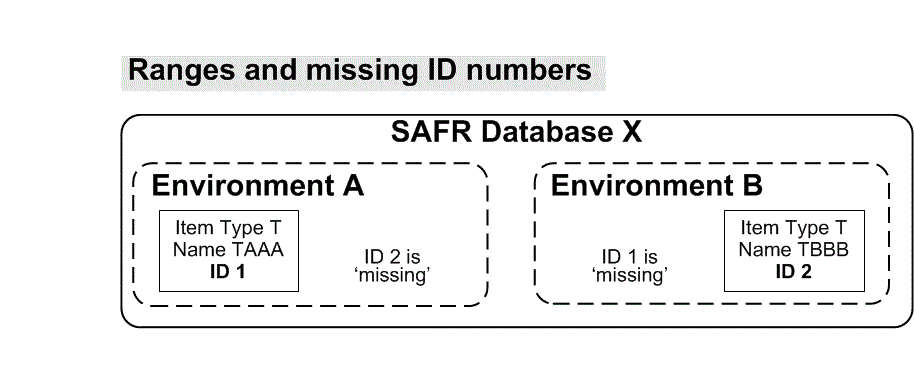 Ranges and missing ID numbers
SAFR Database X
Environment A
Item Type T
Name TAAA
ID 1
ID 2 is
‘missing’
Environment B
ID 1 is
‘missing’
Item Type T
Name TBBB
ID 2